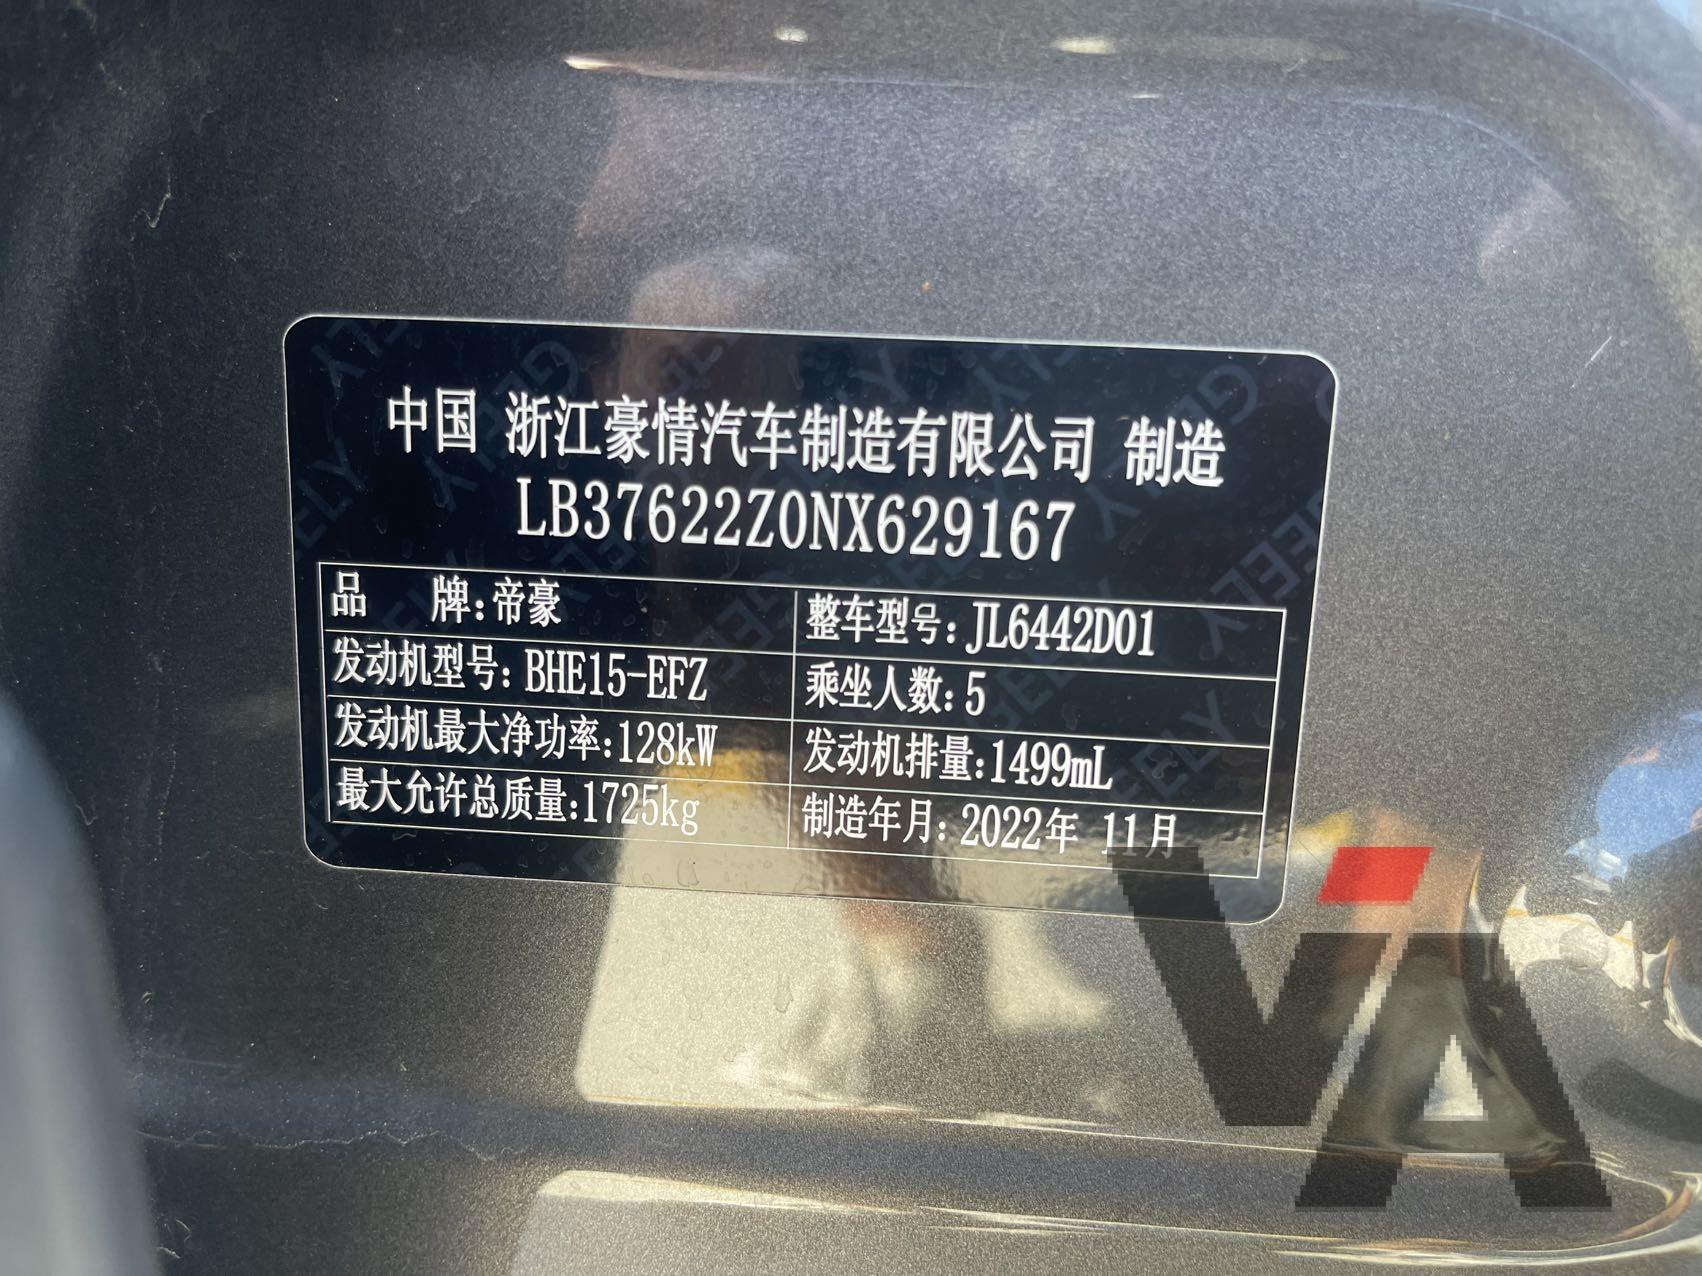 中国 浙江豪情汽车制造有限公司 制造
LB37622Z0NX629167
品 牌:帝豪
整车型号:JL6442D01
发动机型号:BHE15-EFZ
乘坐人数:5
发动机最大净功率:128kW
发动机排量:1499mL
最大允许总质量:1725kg
制造年月:2022年 11月
VA